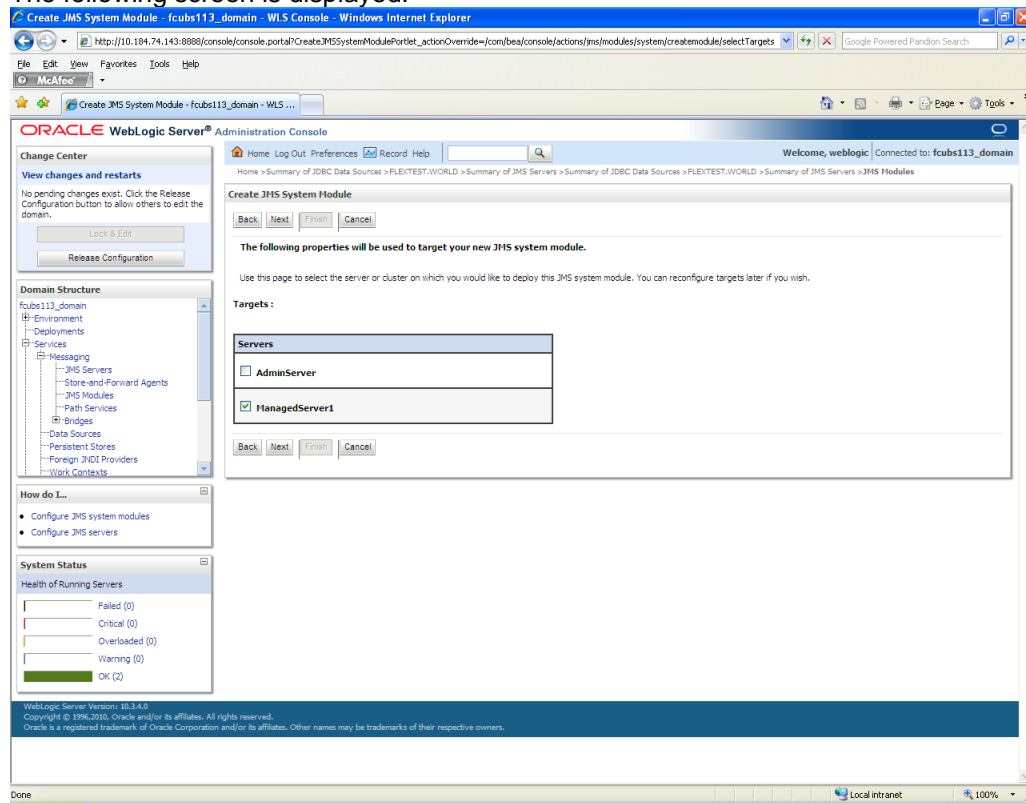 The following screen is displayed.
Create JMS System Module - fcubs113_domain - WLS Console - Windows Internet Explorer
http://10.184.74.143:8888/console/console.portal?CreateJMSSystemModulePortlet_actionOverride=/com/bea/console/actions/jms/modules/system/createmodule/selectTargets
Google Powered Pandion Search
File Edit View Favorites Tools Help
McAfee
Create JMS System Module - fcubs113_domain - WLS ...
Page Tools
ORACLE WebLogic Server® Administration Console
Change Center
View changes and restarts
No pending changes exist. Click the Release
Configuration button to allow others to edit the
domain.
Lock & Edit
Release Configuration
Domain Structure
fcubs113_domain
Environment
Deployments
Services
Messaging
JMS Servers
Store-and-Forward Agents
JMS Modules
Path Services
Bridges
Data Sources
Persistent Stores
Foreign JNDI Providers
Work Contexts
How do I...
Configure JMS system modules
Configure JMS servers
System Status
Health of Running Servers
Failed (0)
Critical (0)
Overloaded (0)
Warning (0)
OK (2)
Home Log Out Preferences Record Help
Welcome, weblogic Connected to: fcubs113_domain
Home >Summary of JDBC Data Sources >FLEXTEST.WORLD >Summary of JMS Servers >Summary of JDBC Data Sources >FLEXTEST.WORLD >Summary of JMS Servers >JMS Modules
Create JMS System Module
Back Next Finish Cancel
The following properties will be used to target your new JMS system module.
Use this page to select the server or cluster on which you would like to deploy this JMS system module. You can reconfigure targets later if you wish.
Targets :
Servers
AdminServer
ManagedServer1
Back Next Finish Cancel
WebLogic Server Version: 10.3.4.0
Copyright © 1996,2010, Oracle and/or its affiliates. All rights reserved.
Oracle is a registered trademark of Oracle Corporation and/or its affiliates. Other names may be trademarks of their respective owners.
Done
Local intranet
100%